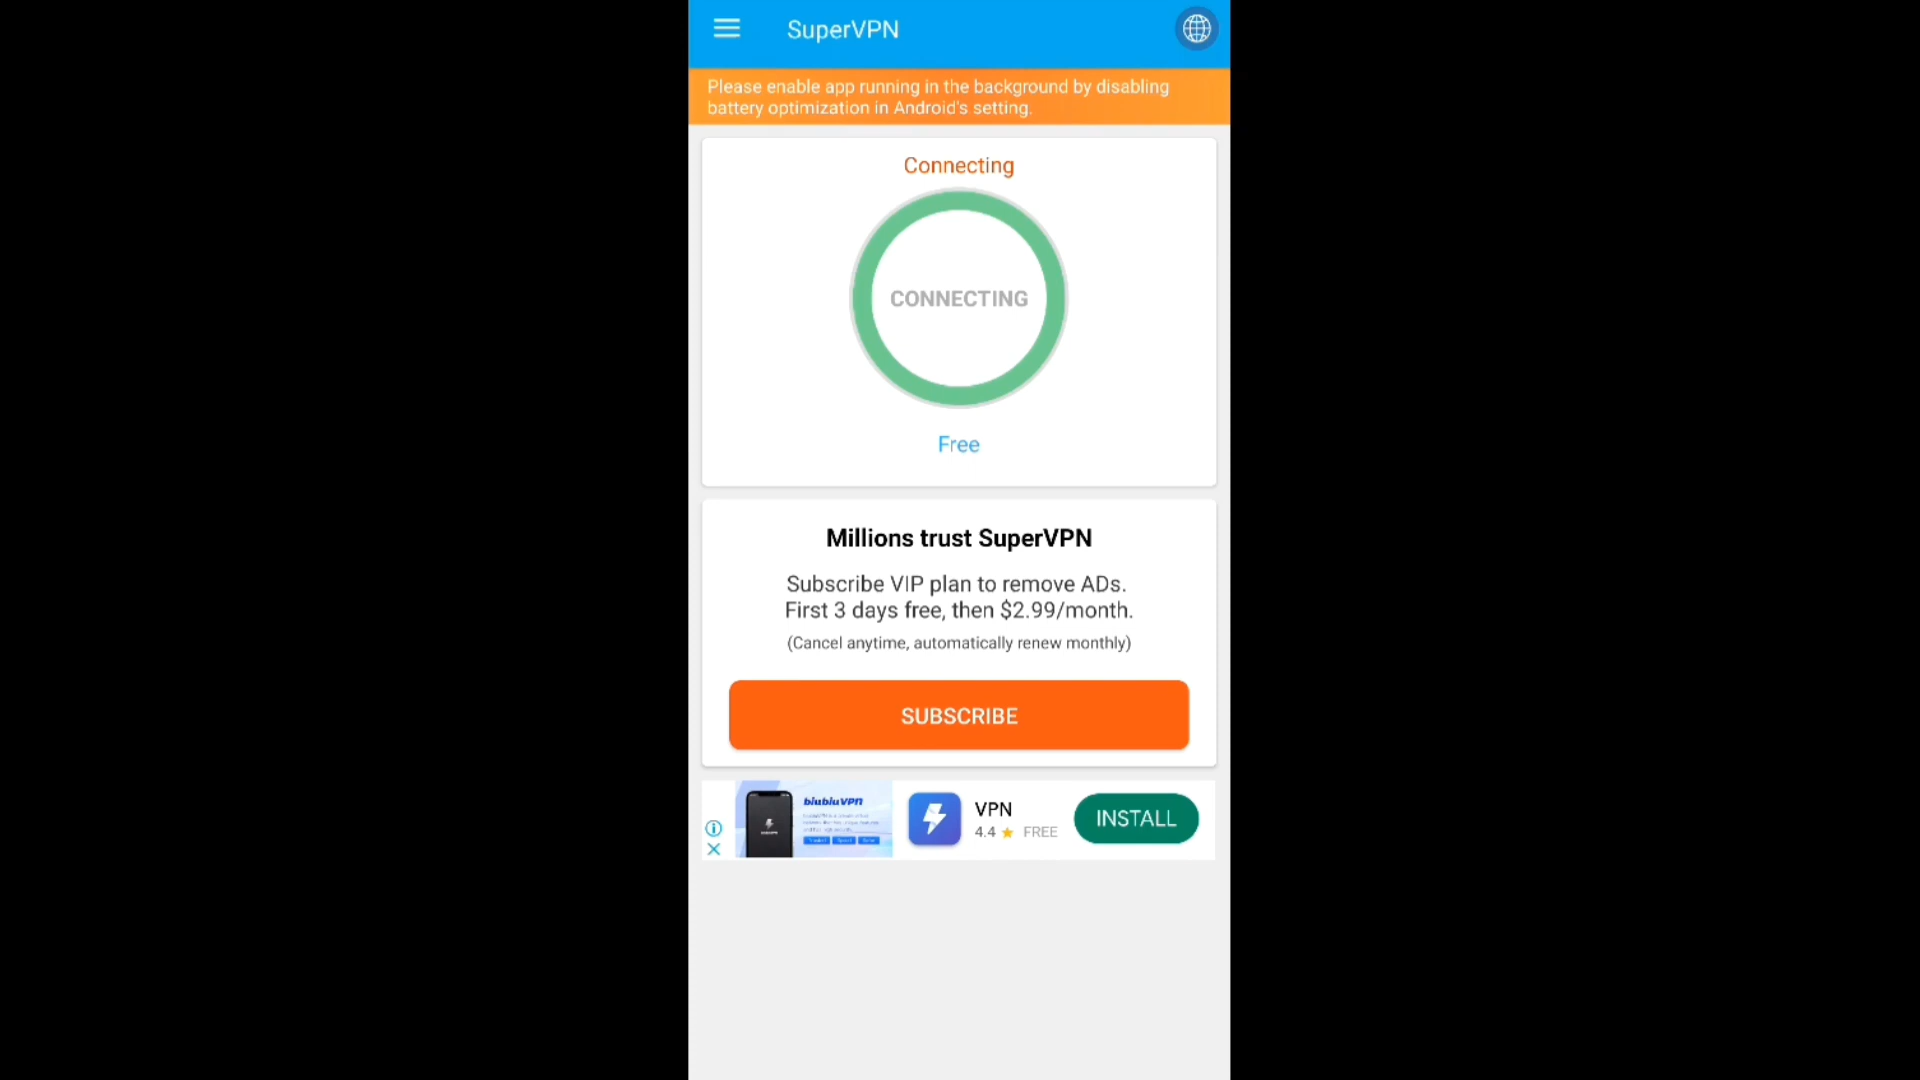 SuperVPN
Please enable app running in the background by disabling
battery optimization in Android's setting.
Connecting
CONNECTING
Free
Millions trust SuperVPN
Subscribe VIP plan to remove ADs.
First 3 days free, then $2.99/month.
(Cancel anytime, automatically renew monthly)
SUBSCRIBE
biubiuVPN
VPN
4.4 ★ FREE
INSTALL